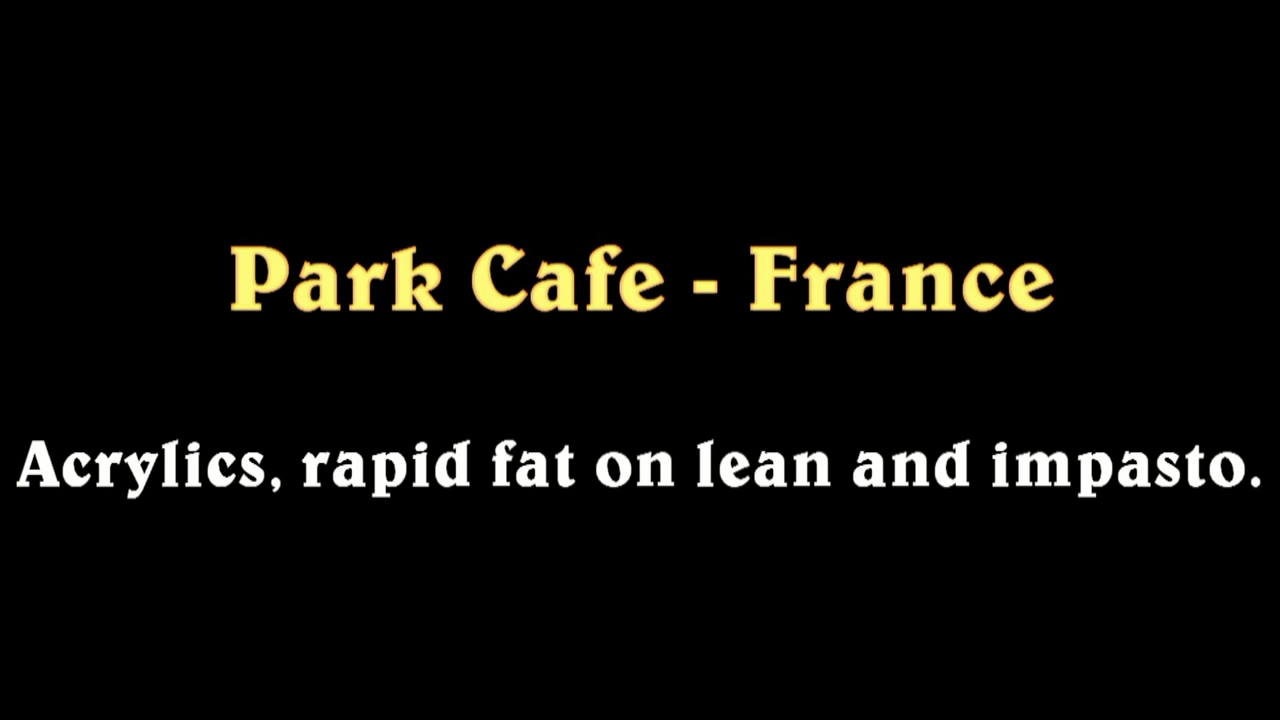 Park Cafe - France
Acrylics, rapid fat on lean and impasto.